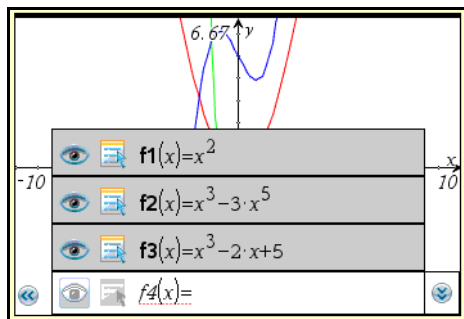 6.67 y
f1(x)=x²
-10 x
10
f2(x)=x³-3·x⁵
f3(x)=x³-2·x+5
f4(x)=